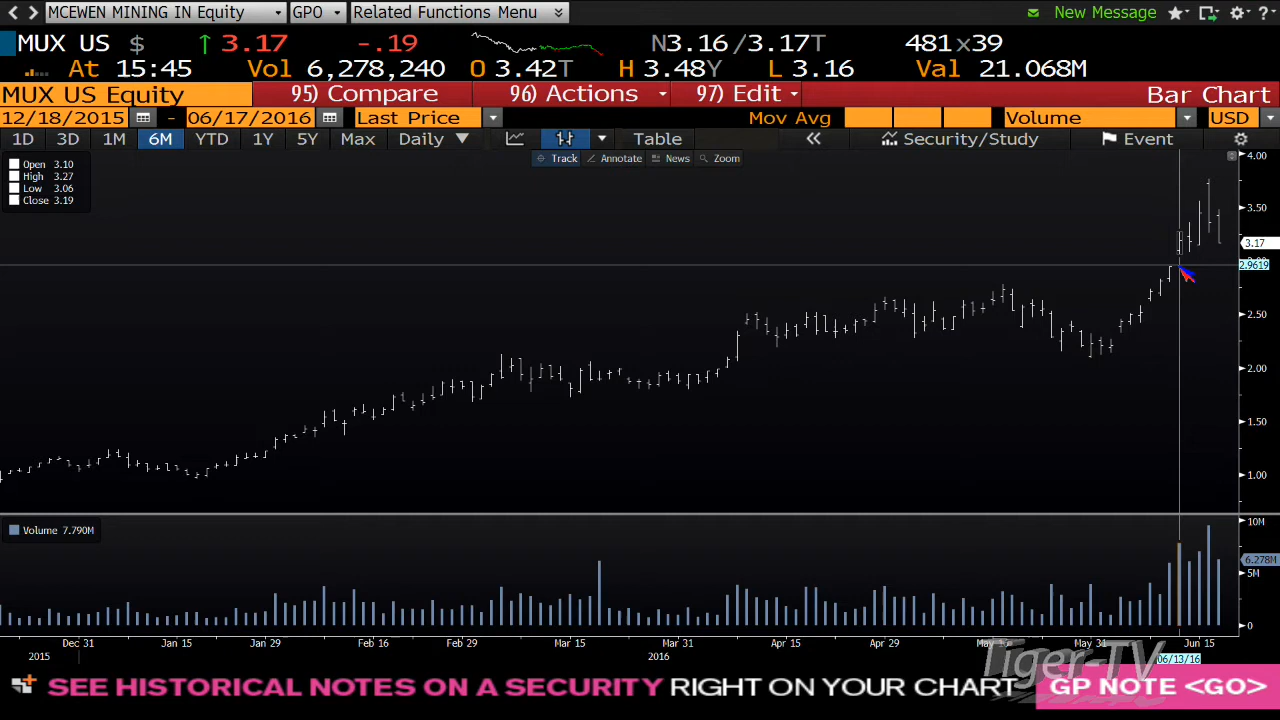 MCEWEN MINING IN Equity GPO Related Functions Menu New Message
MUX US $ ↑ 3.17 -.19 N3.16 /3.17T 481x39
At 15:45 Vol 6,278,240 O 3.42T H 3.48Y L 3.16 Val 21.068M
MUX US Equity 95) Compare 96) Actions 97) Edit Bar Chart
12/18/2015 - 06/17/2016 Last Price Mov Avg Volume USD
1D 3D 1M 6M YTD 1Y 5Y Max Daily ▼ Table « Security/Study Event
Track Annotate News Zoom
4.00
Open 3.10
High 3.27
Low 3.06
Close 3.19
3.50
3.17
2.9619
2.50
2.00
1.50
1.00
Volume 7.790M
10M
6.278M
5M
0
Dec 31 Jan 15 Jan 29 Feb 16 Feb 29 Mar 15 Mar 31 Apr 15 Apr 29 May 31 Jun 15
2015 2016 06/13/16
Tiger-TV
SEE HISTORICAL NOTES ON A SECURITY RIGHT ON YOUR CHART GP NOTE <GO>